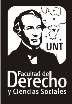 UNT
Facultad de
Derecho
y Ciencias Sociales